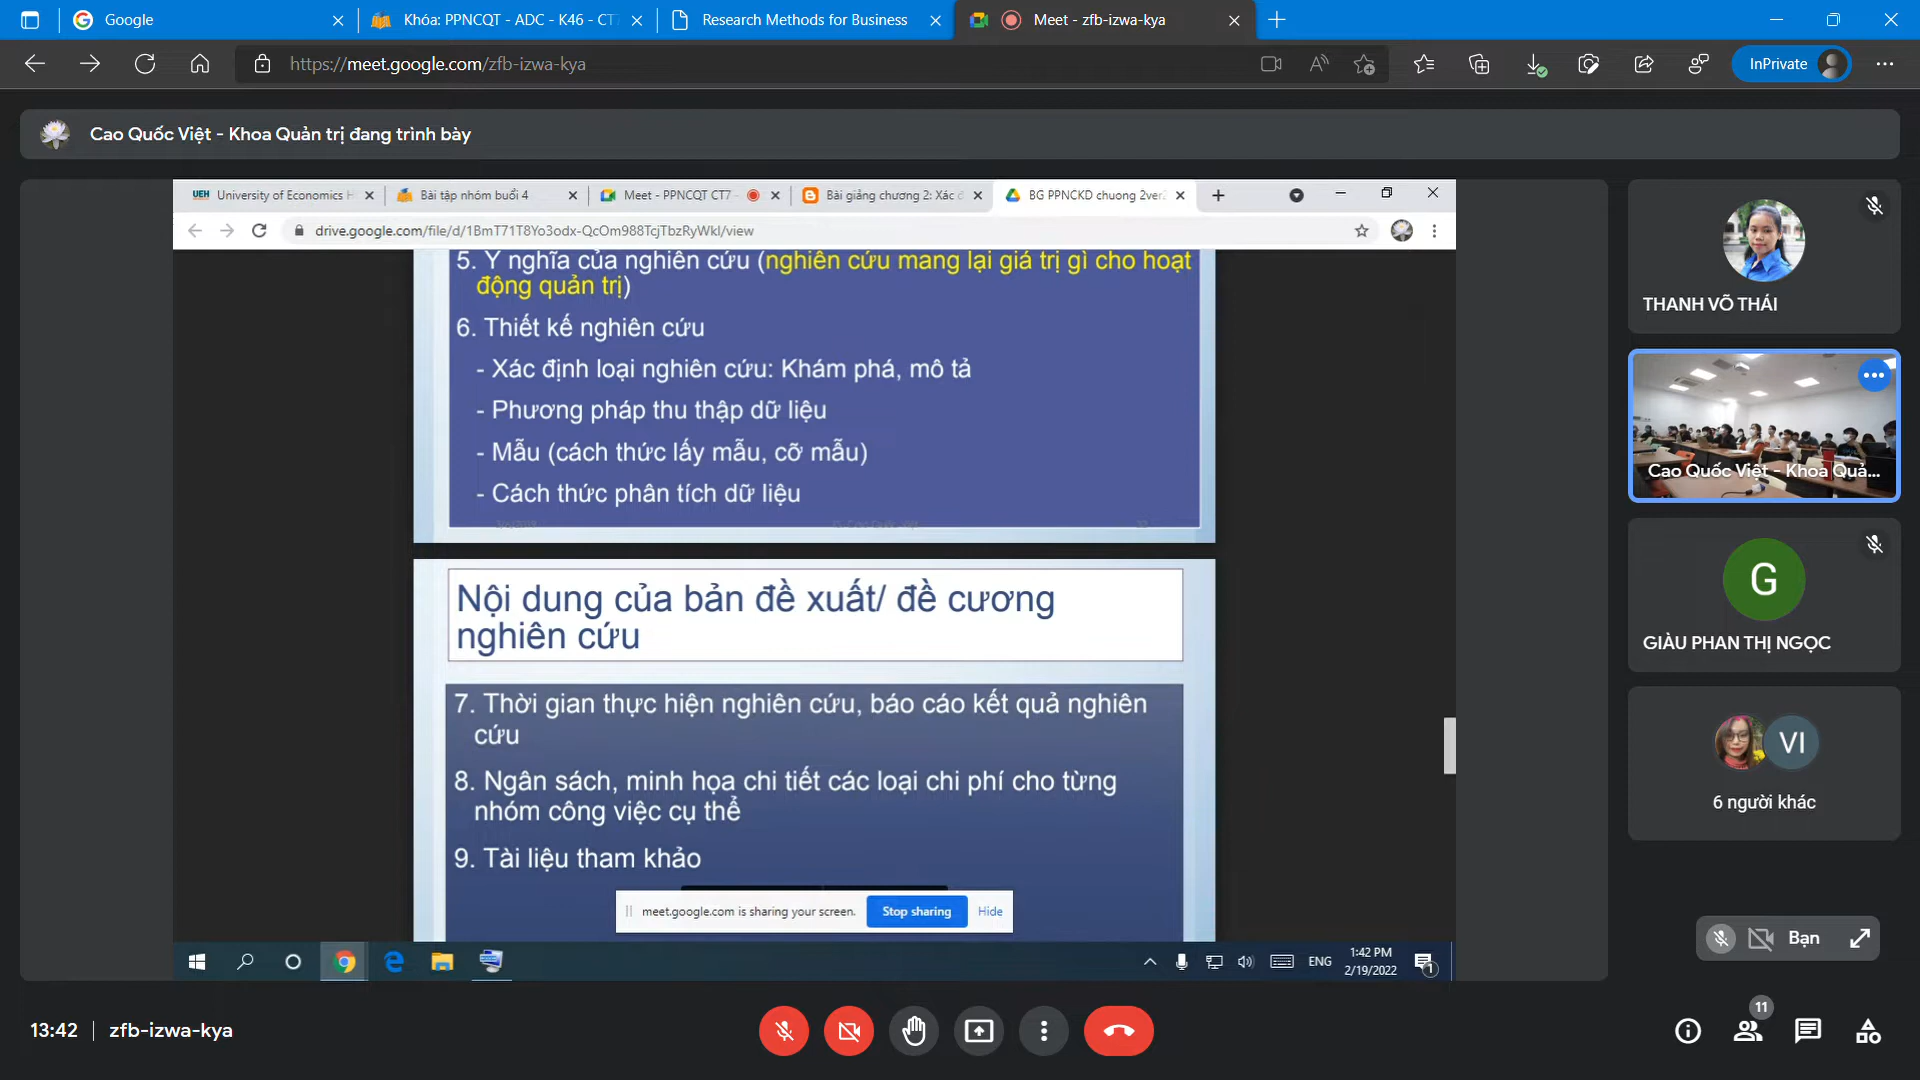 Google
Khóa: PPNCQT - ADC - K46 - CT7
Research Methods for Business
Meet - zfb-izwa-kya
https://meet.google.com/zfb-izwa-kya
InPrivate
Cao Quốc Việt - Khoa Quản trị đang trình bày
UEH University of Economics H
Bài tập nhóm buổi 4
Meet - PPNCQT CT7 -
Bài giảng chương 2: Xác đ
BG PPNCKD chuong 2ver2
drive.google.com/file/d/1BmT71T8Yo3odx-QcOm988TcjTbzRyWkl/view
5. Ý nghĩa của nghiên cứu (nghiên cứu mang lại giá trị gì cho hoạt
động quản trị)
6. Thiết kế nghiên cứu
- Xác định loại nghiên cứu: Khám phá, mô tả
- Phương pháp thu thập dữ liệu
- Mẫu (cách thức lấy mẫu, cỡ mẫu)
- Cách thức phân tích dữ liệu
Nội dung của bản đề xuất/ đề cương
nghiên cứu
7. Thời gian thực hiện nghiên cứu, báo cáo kết quả nghiên
cứu
8. Ngân sách, minh họa chi tiết các loại chi phí cho từng
nhóm công việc cụ thể
9. Tài liệu tham khảo
meet.google.com is sharing your screen.
Stop sharing
Hide
ENG
1:42 PM
2/19/2022
1
THANH VÕ THÁI
Cao Quốc Việt - Khoa Quả...
G
GIÀU PHAN THỊ NGỌC
VI
6 người khác
Bạn
13:42
zfb-izwa-kya
11